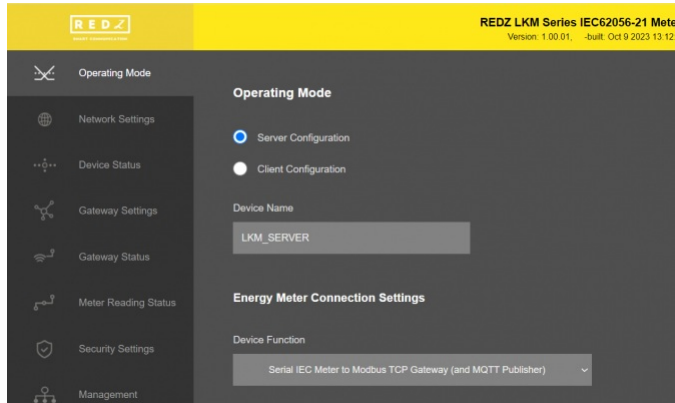 REDZ
SMART COMMUNICATION
REDZ LKM Series IEC62056-21 Mete
Version: 1.00.01, -built: Oct 9 2023 13:12:
Operating Mode
Network Settings
Device Status
Gateway Settings
Gateway Status
Meter Reading Status
Security Settings
Management
Operating Mode
Server Configuration
Client Configuration
Device Name
LKM_SERVER
Energy Meter Connection Settings
Device Function
Serial IEC Meter to Modbus TCP Gateway (and MQTT Publisher)